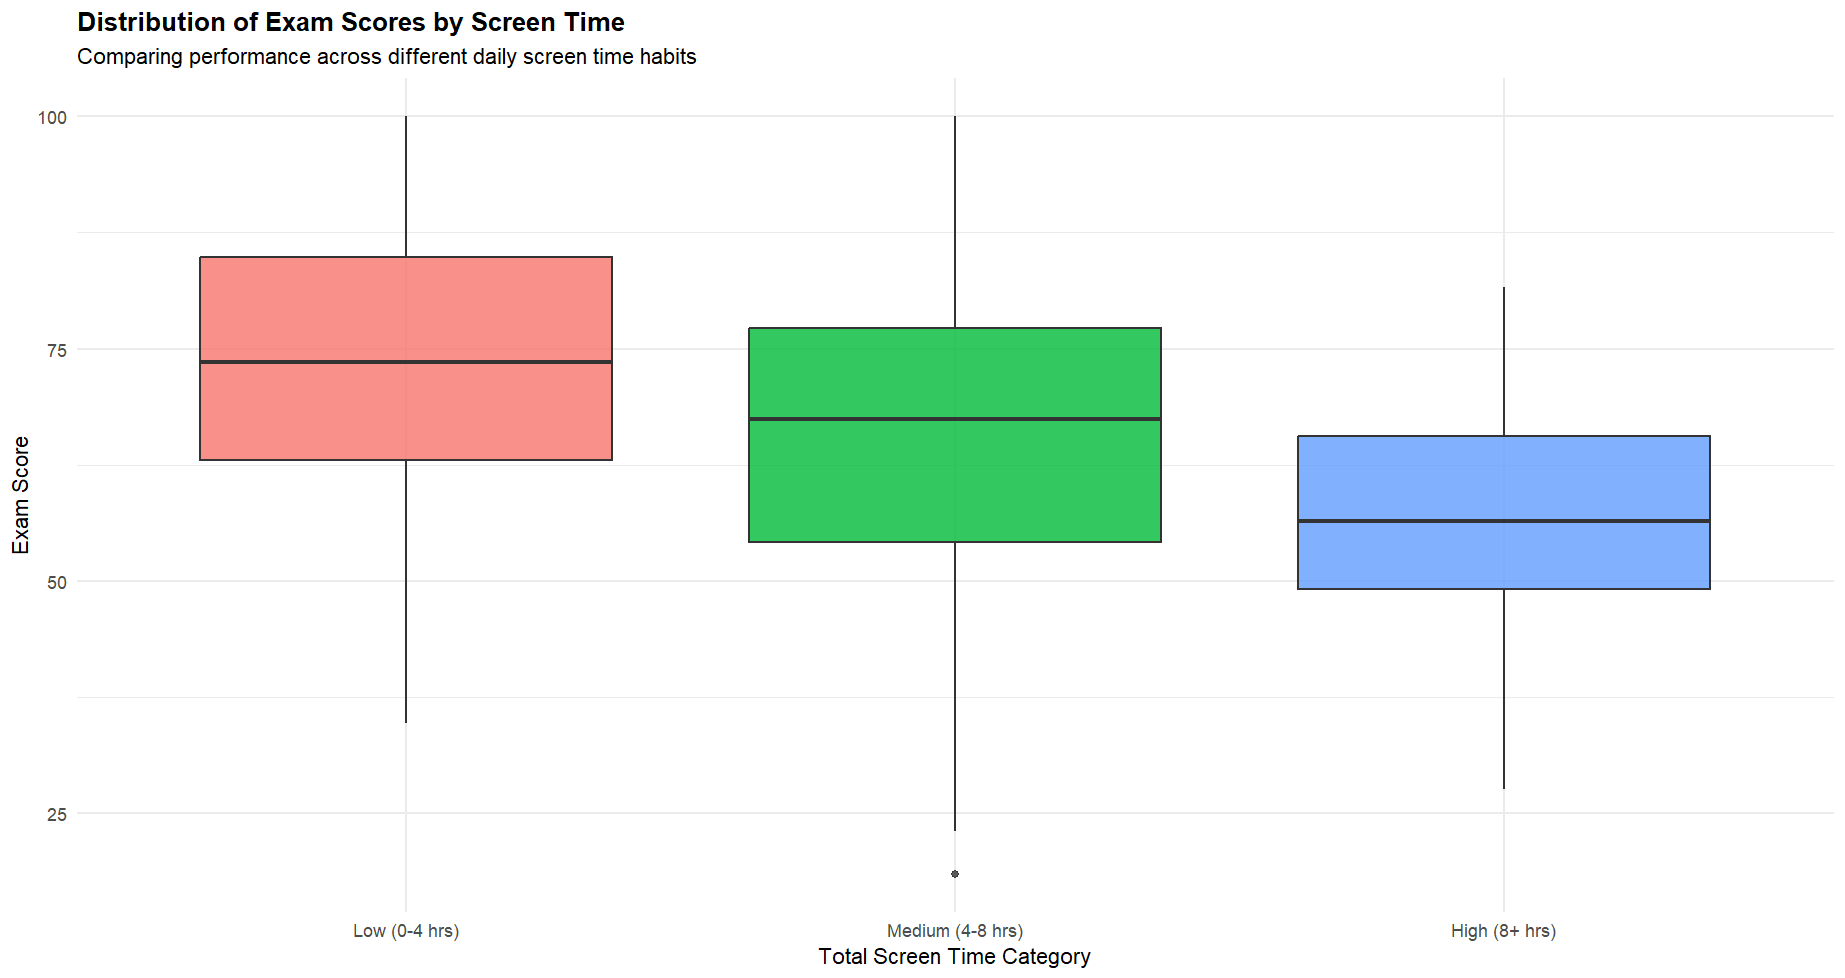 Distribution of Exam Scores by Screen Time
Comparing performance across different daily screen time habits
100
75
50
25
Exam Score
Low (0-4 hrs)
Medium (4-8 hrs)
High (8+ hrs)
Total Screen Time Category